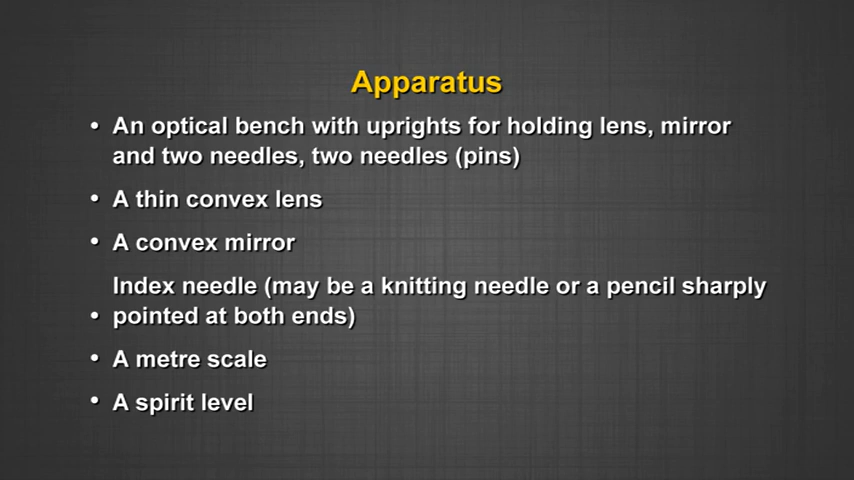 Apparatus
• An optical bench with uprights for holding lens, mirror
and two needles, two needles (pins)
• A thin convex lens
• A convex mirror
Index needle (may be a knitting needle or a pencil sharply
• pointed at both ends)
• A metre scale
• A spirit level